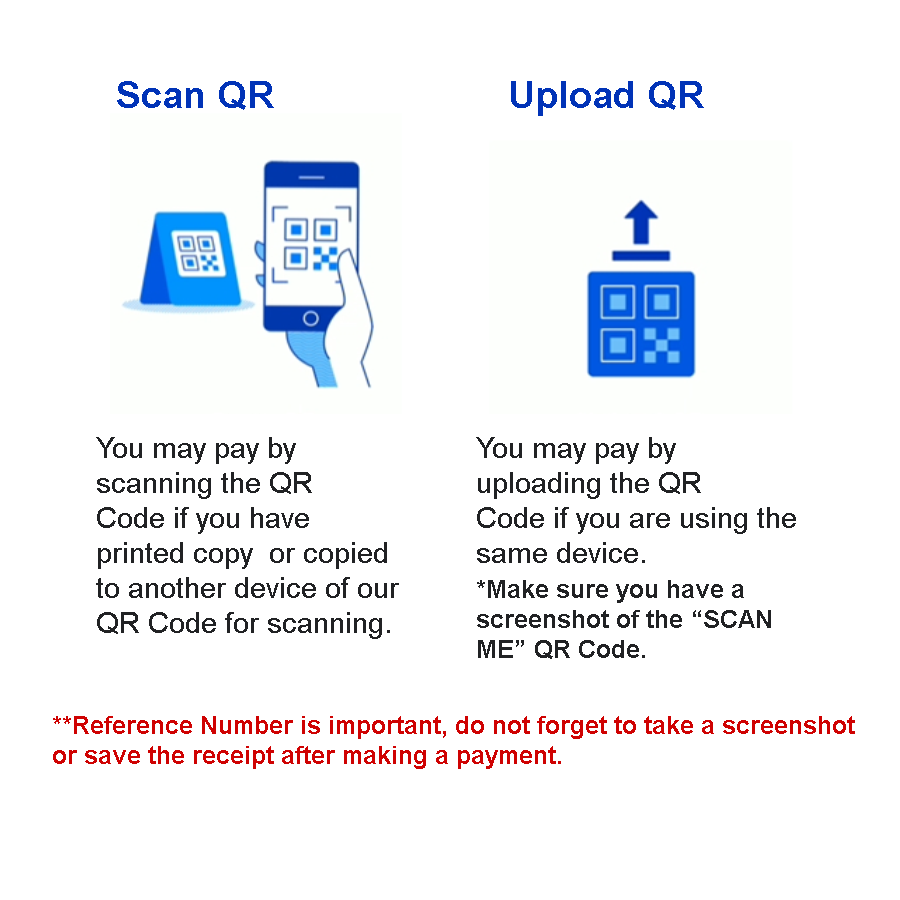 Scan QR
Upload QR
You may pay by
scanning the QR
Code if you have
printed copy  or copied
to another device of our
QR Code for scanning.
You may pay by
uploading the QR
Code if you are using the
same device.
*Make sure you have a
screenshot of the “SCAN
ME” QR Code.
**Reference Number is important, do not forget to take a screenshot
or save the receipt after making a payment.